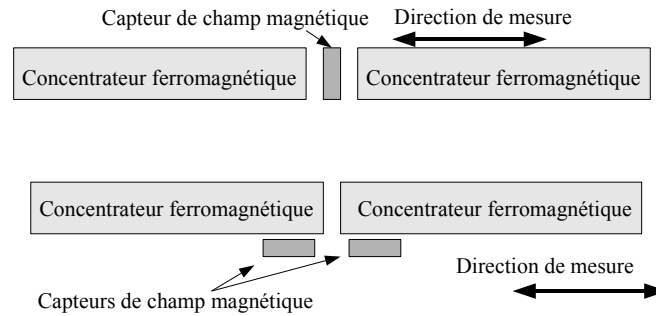 Capteur de champ magnétique
Direction de mesure
Concentrateur ferromagnétique
Concentrateur ferromagnétique
Concentrateur ferromagnétique
Concentrateur ferromagnétique
Direction de mesure
Capteurs de champ magnétique